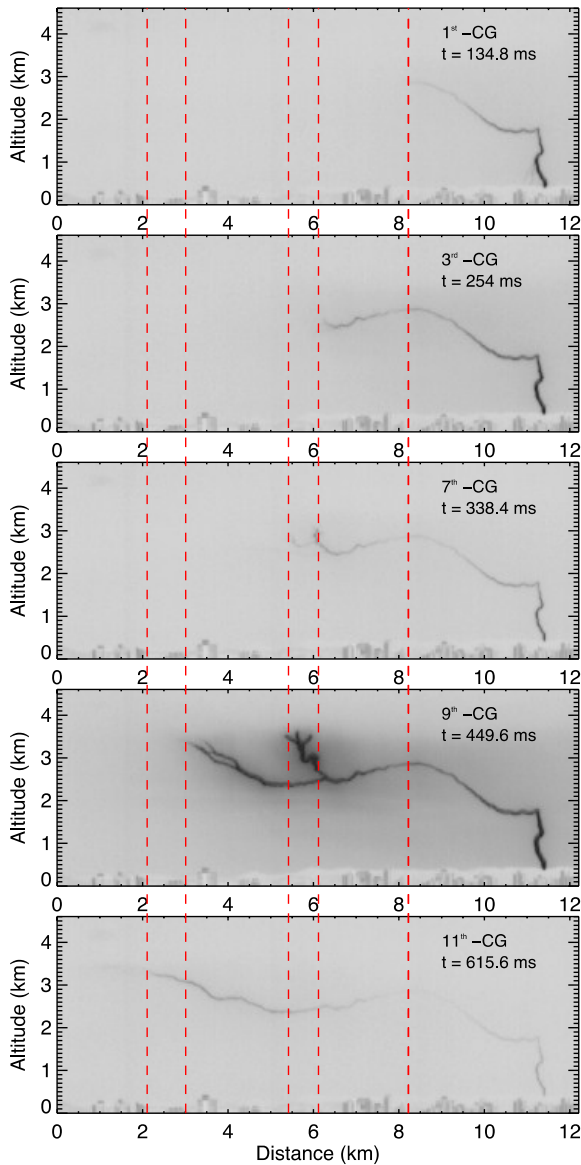 4
3
2
1
0
Altitude (km)
1st –CG
t = 134.8 ms
0 2 4 6 8 10 12
4
3
2
1
0
Altitude (km)
3rd –CG
t = 254 ms
0 2 4 6 8 10 12
4
3
2
1
0
Altitude (km)
7th –CG
t = 338.4 ms
0 2 4 6 8 10 12
4
3
2
1
0
Altitude (km)
9th –CG
t = 449.6 ms
0 2 4 6 8 10 12
4
3
2
1
0
Altitude (km)
11th –CG
t = 615.6 ms
0 2 4 6 8 10 12
Distance (km)